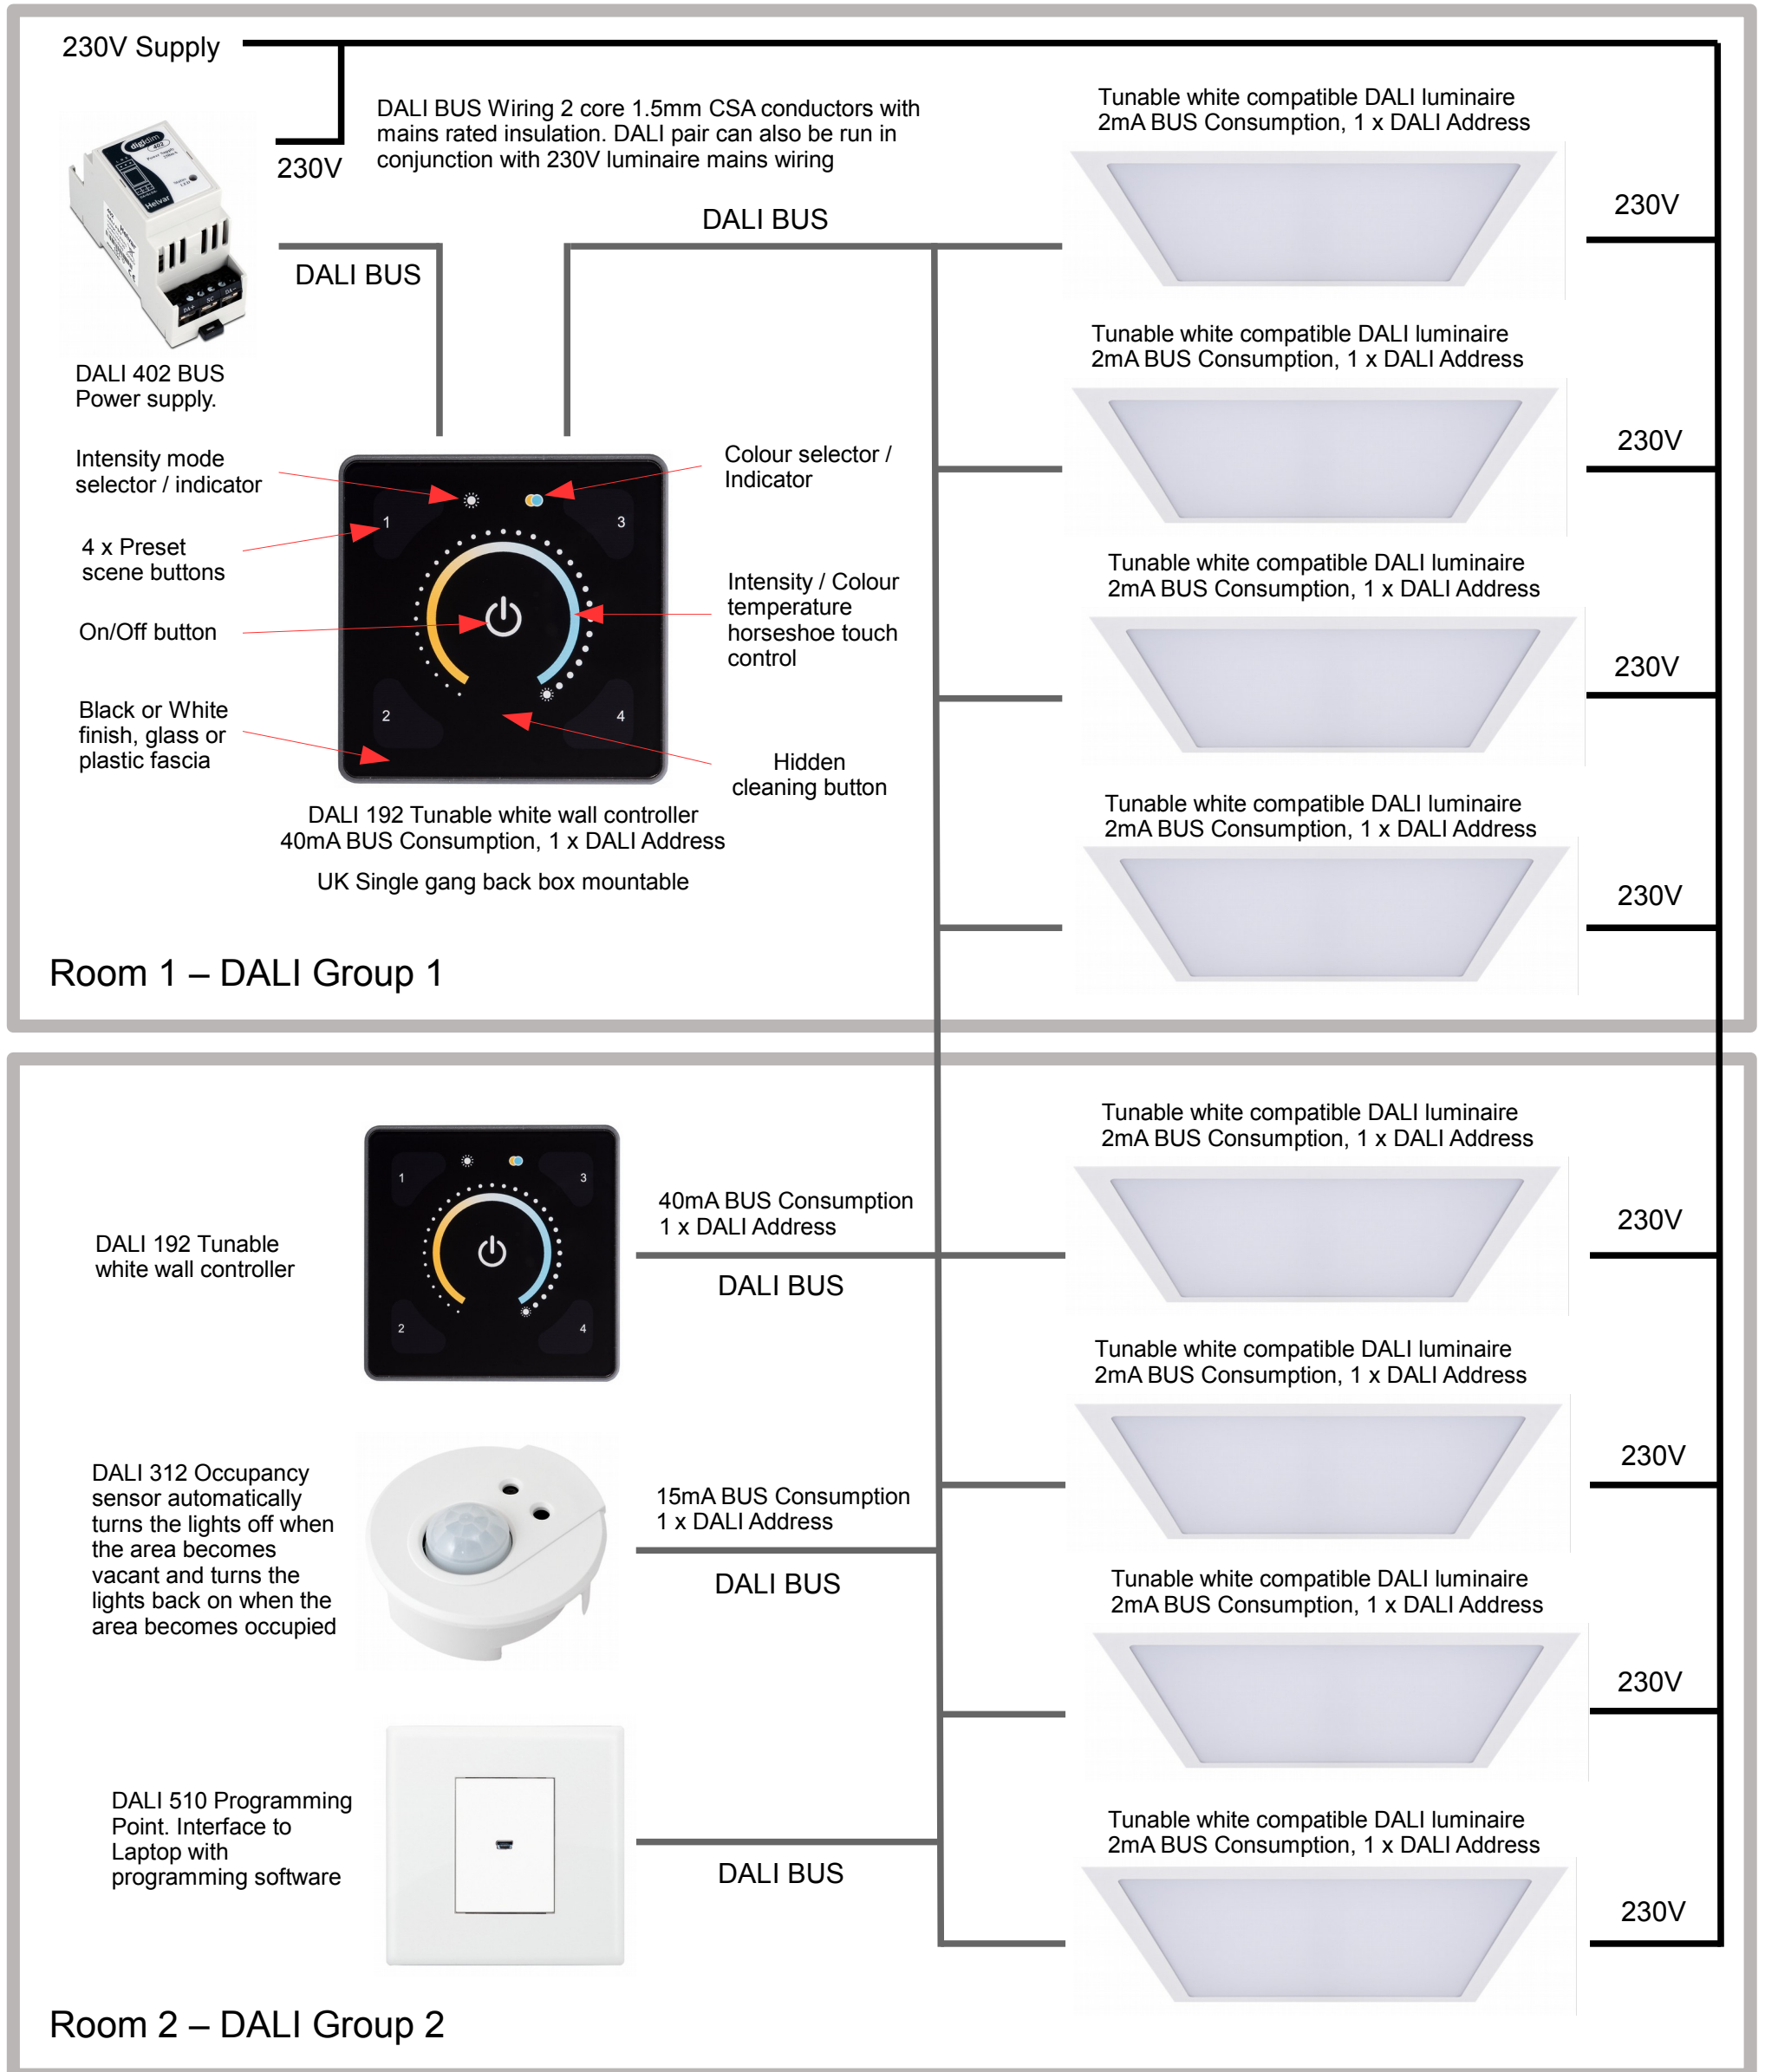 230V Supply
DALI BUS Wiring 2 core 1.5mm CSA conductors with
mains rated insulation. DALI pair can also be run in
conjunction with 230V luminaire mains wiring
230V
digidim
402
Helvar
DA+
SC
DA-
DALI BUS
DALI BUS
DALI 402 BUS
Power supply.
Intensity mode
selector / indicator
4 x Preset
scene buttons
On/Off button
Black or White
finish, glass or
plastic fascia
1
3
2
4
Colour selector /
Indicator
Intensity / Colour
temperature
horseshoe touch
control
Hidden
cleaning button
DALI 192 Tunable white wall controller
40mA BUS Consumption, 1 x DALI Address
UK Single gang back box mountable
Tunable white compatible DALI luminaire
2mA BUS Consumption, 1 x DALI Address
230V
Tunable white compatible DALI luminaire
2mA BUS Consumption, 1 x DALI Address
230V
Tunable white compatible DALI luminaire
2mA BUS Consumption, 1 x DALI Address
230V
Tunable white compatible DALI luminaire
2mA BUS Consumption, 1 x DALI Address
230V
Room 1 – DALI Group 1
DALI 192 Tunable
white wall controller
1
3
2
4
40mA BUS Consumption
1 x DALI Address
DALI BUS
DALI 312 Occupancy
sensor automatically
turns the lights off when
the area becomes
vacant and turns the
lights back on when the
area becomes occupied
15mA BUS Consumption
1 x DALI Address
DALI BUS
DALI 510 Programming
Point. Interface to
Laptop with
programming software
DALI BUS
Tunable white compatible DALI luminaire
2mA BUS Consumption, 1 x DALI Address
230V
Tunable white compatible DALI luminaire
2mA BUS Consumption, 1 x DALI Address
230V
Tunable white compatible DALI luminaire
2mA BUS Consumption, 1 x DALI Address
230V
Tunable white compatible DALI luminaire
2mA BUS Consumption, 1 x DALI Address
230V
Room 2 – DALI Group 2